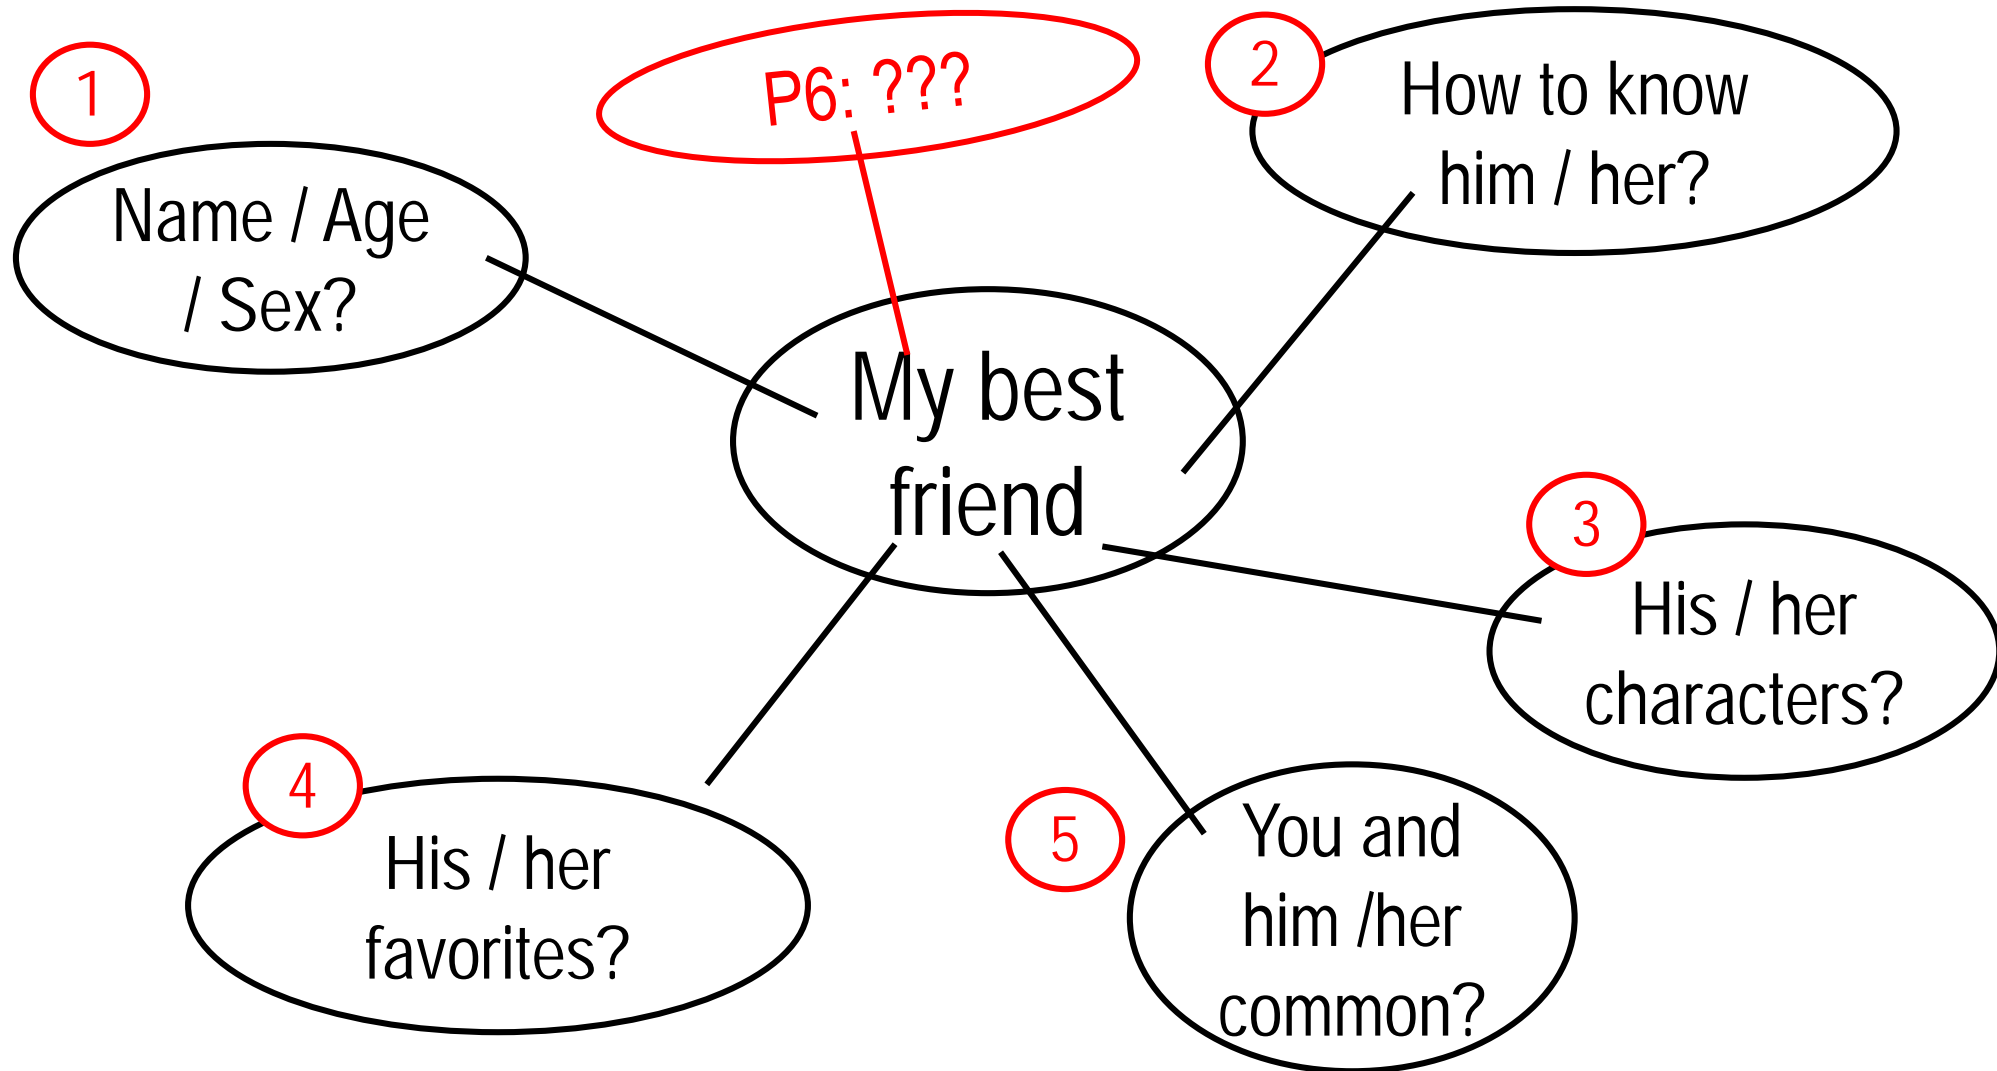 My best
friend
1
Name / Age
/ Sex?
P6: ???
2
How to know
him / her?
3
His / her
characters?
4
His / her
favorites?
5
You and
him /her
common?